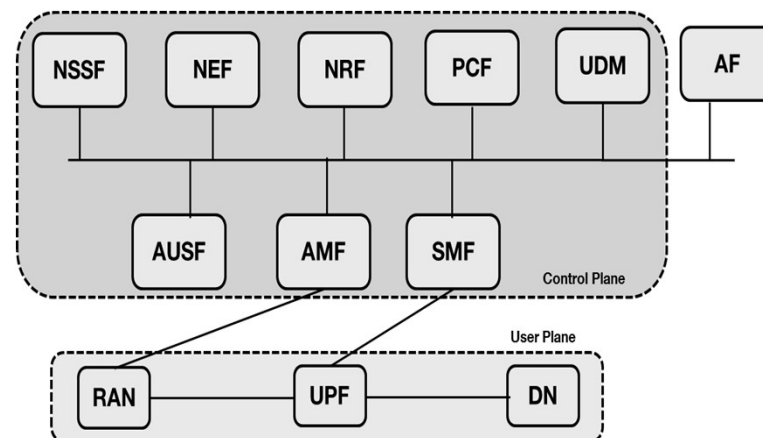 NSSF
NEF
NRF
PCF
UDM
AF
AUSF
AMF
SMF
Control Plane
User Plane
RAN
UPF
DN